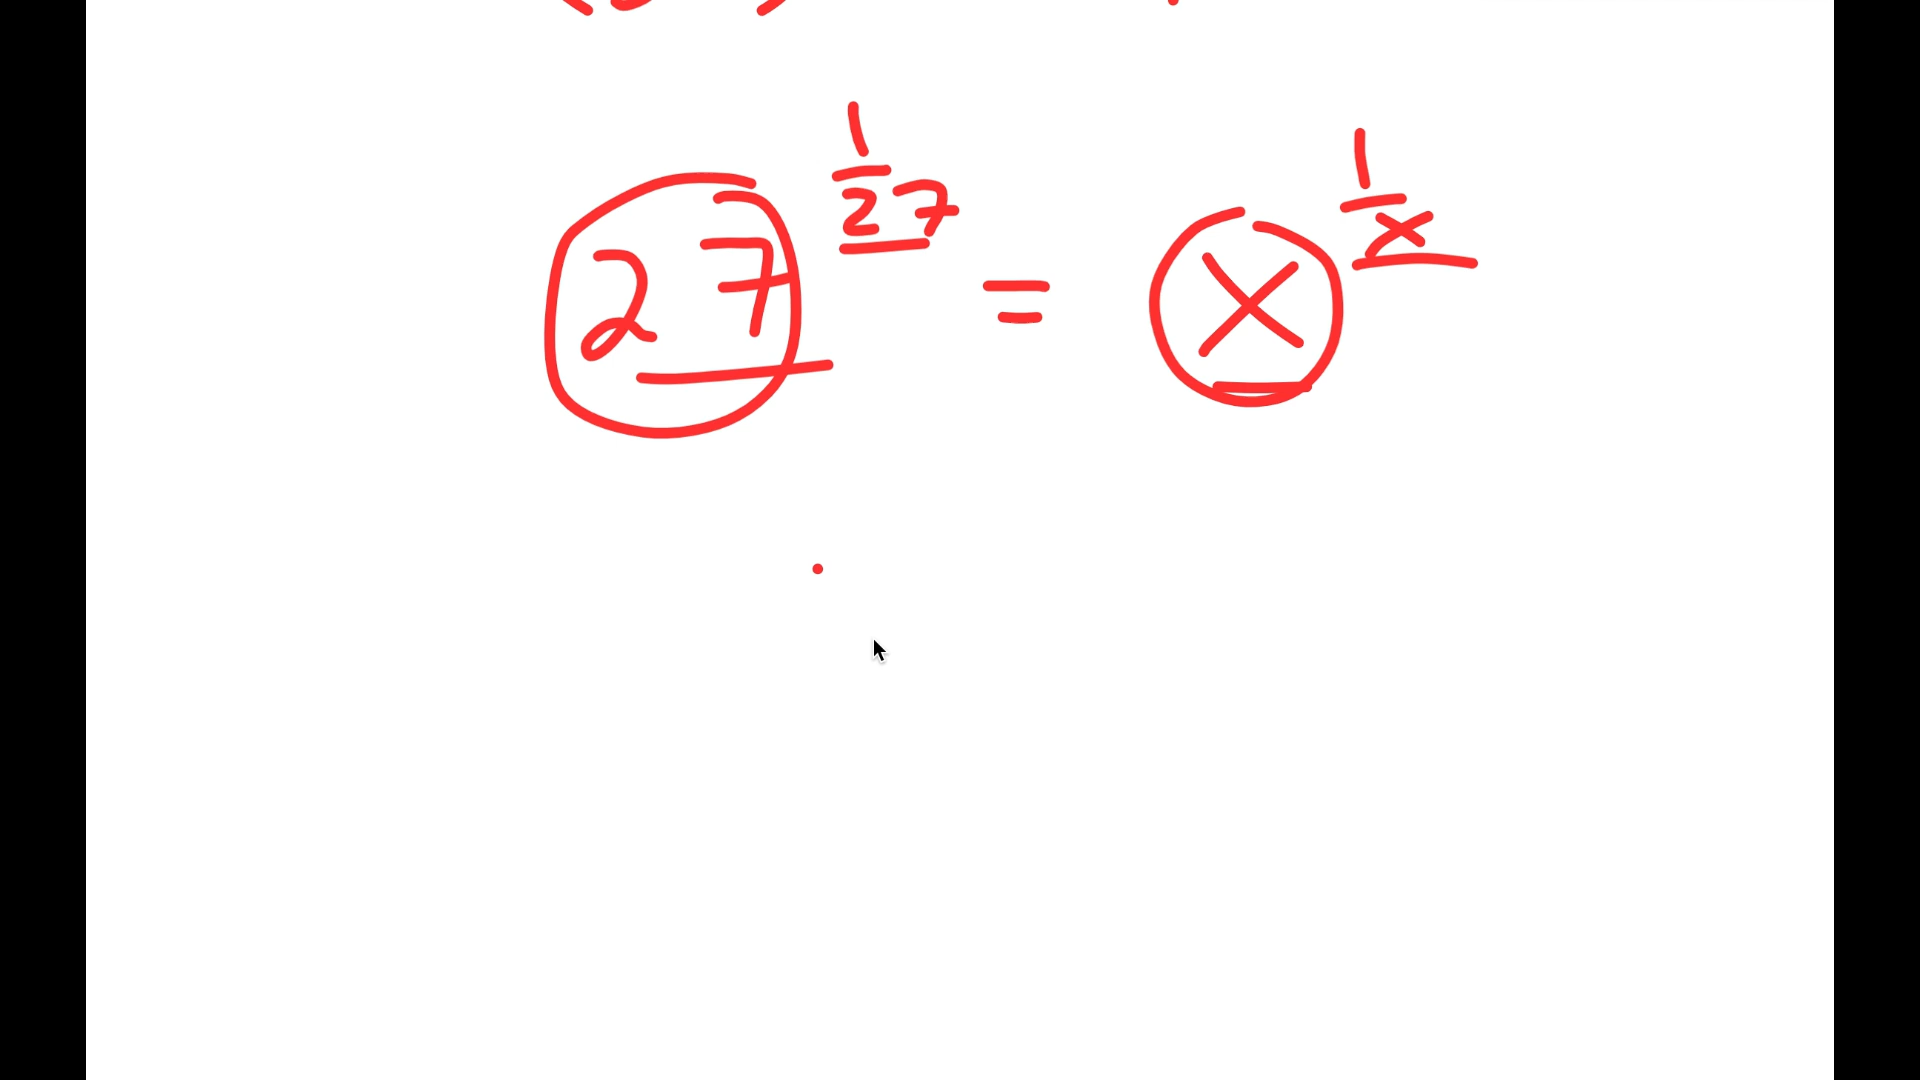 27^(1/27) = x^(1/x)